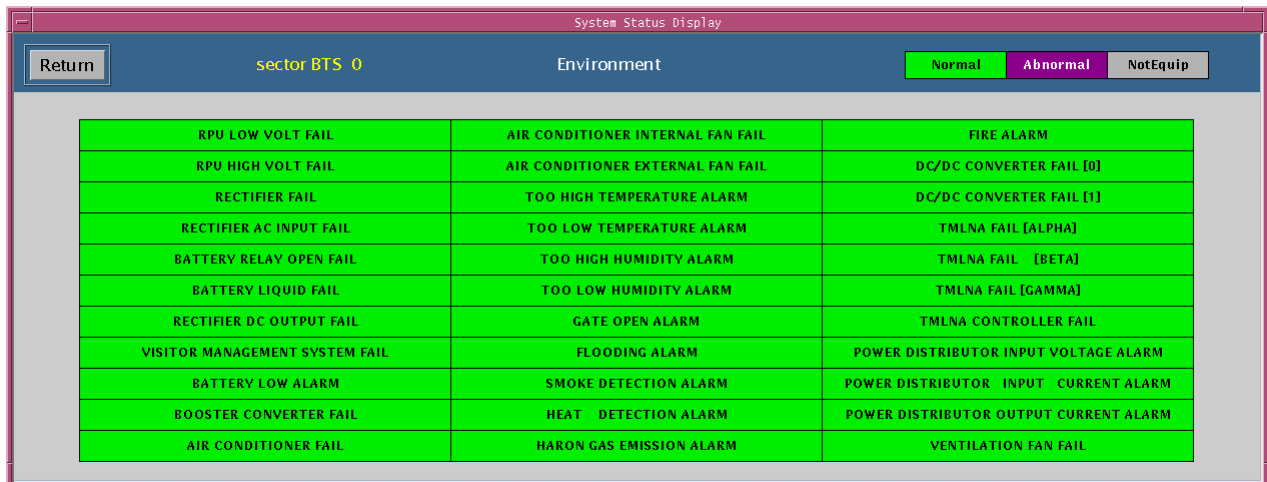 System Status Display
Return sector BTS 0 Environment Normal Abnormal NotEquip
RPU LOW VOLT FAIL AIR CONDITIONER INTERNAL FAN FAIL FIRE ALARM
RPU HIGH VOLT FAIL AIR CONDITIONER EXTERNAL FAN FAIL DC/DC CONVERTER FAIL [0]
RECTIFIER FAIL TOO HIGH TEMPERATURE ALARM DC/DC CONVERTER FAIL [1]
RECTIFIER AC INPUT FAIL TOO LOW TEMPERATURE ALARM TMLNA FAIL [ALPHA]
BATTERY RELAY OPEN FAIL TOO HIGH HUMIDITY ALARM TMLNA FAIL [BETA]
BATTERY LIQUID FAIL TOO LOW HUMIDITY ALARM TMLNA FAIL [GAMMA]
RECTIFIER DC OUTPUT FAIL GATE OPEN ALARM TMLNA CONTROLLER FAIL
VISITOR MANAGEMENT SYSTEM FAIL FLOODING ALARM POWER DISTRIBUTOR INPUT VOLTAGE ALARM
BATTERY LOW ALARM SMOKE DETECTION ALARM POWER DISTRIBUTOR INPUT CURRENT ALARM
BOOSTER CONVERTER FAIL HEAT DETECTION ALARM POWER DISTRIBUTOR OUTPUT CURRENT ALARM
AIR CONDITIONER FAIL HARON GAS EMISSION ALARM VENTILATION FAN FAIL